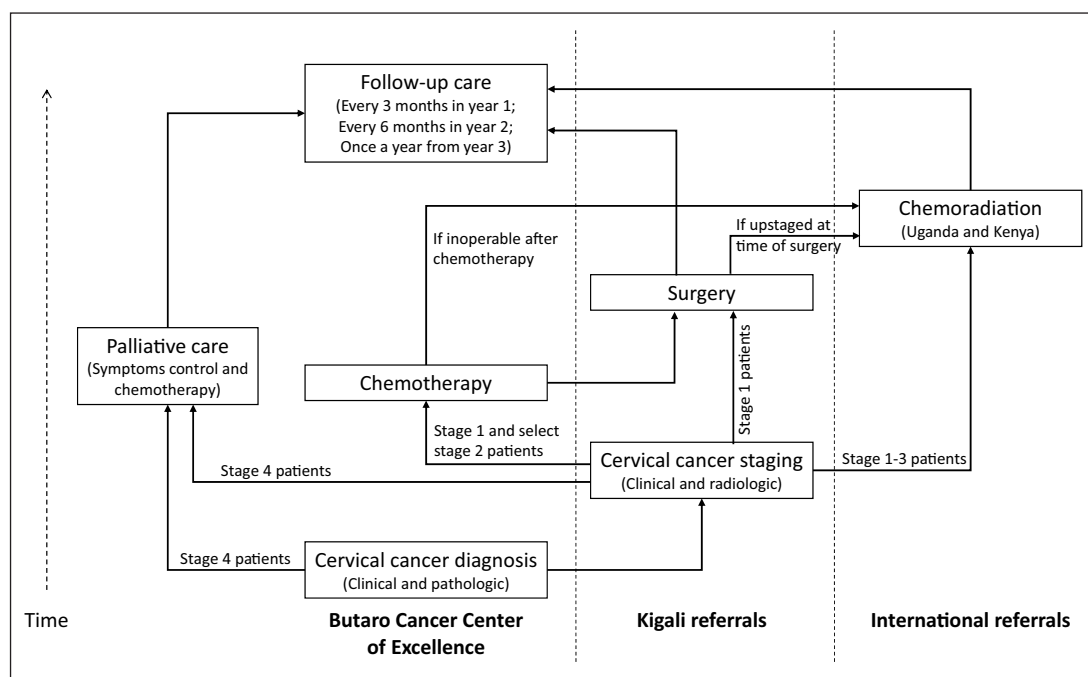 Follow-up care
(Every 3 months in year 1;
Every 6 months in year 2;
Once a year from year 3)
Chemoradiation
(Uganda and Kenya)
If inoperable after
chemotherapy
If upstaged at
time of surgery
Surgery
Palliative care
(Symptoms control and
chemotherapy)
Chemotherapy
Stage 1 patients
Stage 1 and select
stage 2 patients
Cervical cancer staging
(Clinical and radiologic)
Stage 1-3 patients
Stage 4 patients
Cervical cancer diagnosis
(Clinical and pathologic)
Stage 4 patients
Time
Butaro Cancer Center
of Excellence
Kigali referrals
International referrals